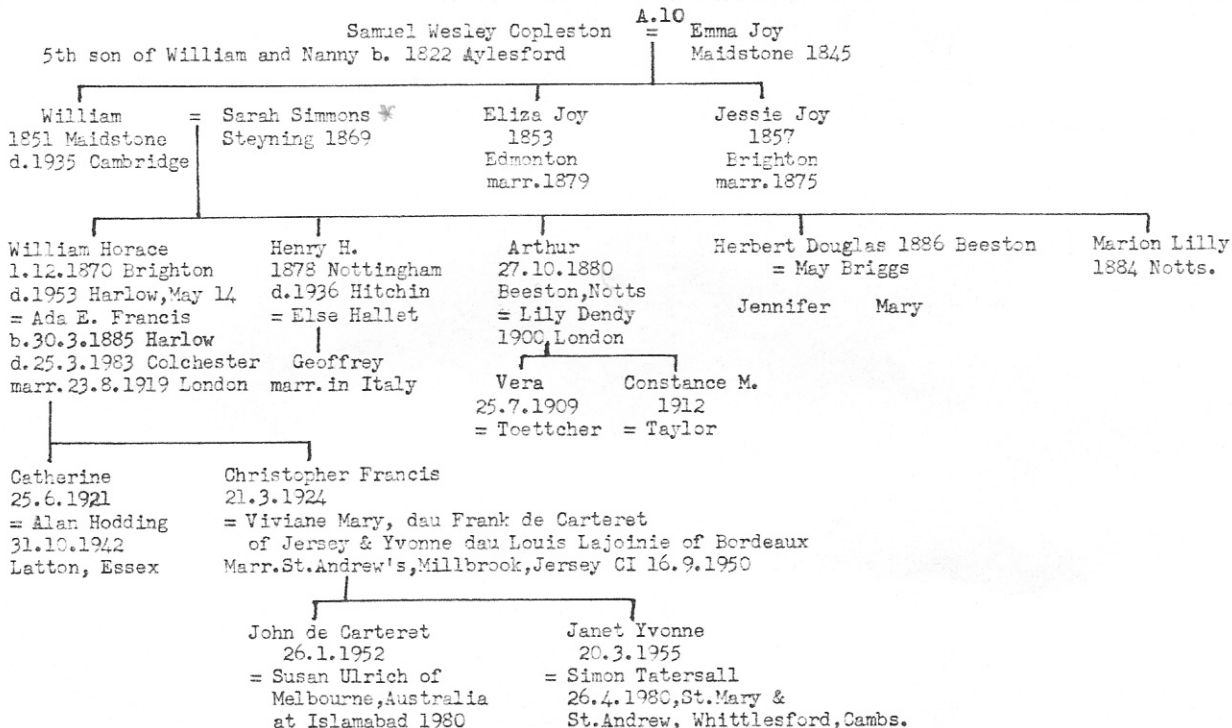 A.10
Samuel Wesley Copleston = Emma Joy
5th son of William and Nanny b. 1822 Aylesford Maidstone 1845
William = Sarah Simmons * Eliza Joy Jessie Joy
1851 Maidstone Steyning 1869 1853 1857
d.1935 Cambridge Edmonton Brighton
marr.1879 marr.1875
William Horace Henry H. Arthur Herbert Douglas 1886 Beeston Marion Lilly
1.12.1870 Brighton 1878 Nottingham 27.10.1880 = May Briggs 1884 Notts.
d.1953 Harlow,May 14 d.1936 Hitchin Beeston,Notts
= Ada E. Francis = Else Hallet = Lily Dendy Jennifer Mary
b.30.3.1885 Harlow 1900,London
d.25.3.1983 Colchester Geoffrey
marr.23.8.1919 London marr.in Italy Vera Constance M.
25.7.1909 1912
= Toettcher = Taylor
Catherine Christopher Francis
25.6.1921 21.3.1924
= Alan Hodding = Viviane Mary, dau Frank de Carteret
31.10.1942 of Jersey & Yvonne dau Louis Lajoinie of Bordeaux
Latton, Essex Marr.St.Andrew's,Millbrook,Jersey CI 16.9.1950
John de Carteret Janet Yvonne
26.1.1952 20.3.1955
= Susan Ulrich of = Simon Tatersall
Melbourne,Australia 26.4.1980,St.Mary &
at Islamabad 1980 St.Andrew, Whittlesford,Cambs.